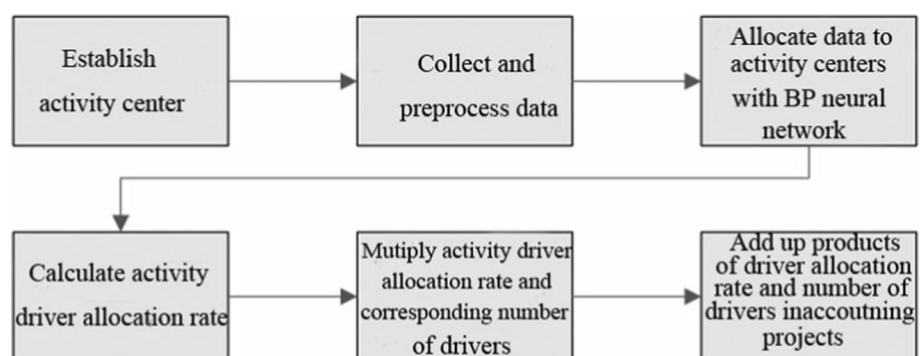 Establish
activity center
Collect and
preprocess data
Allocate data to
activity centers
with BP neural
network
Calculate activity
driver allocation rate
Mutiply activity driver
allocation rate and
corresponding number
of drivers
Add up products
of driver allocation
rate and number of
drivers inaccoutning
projects